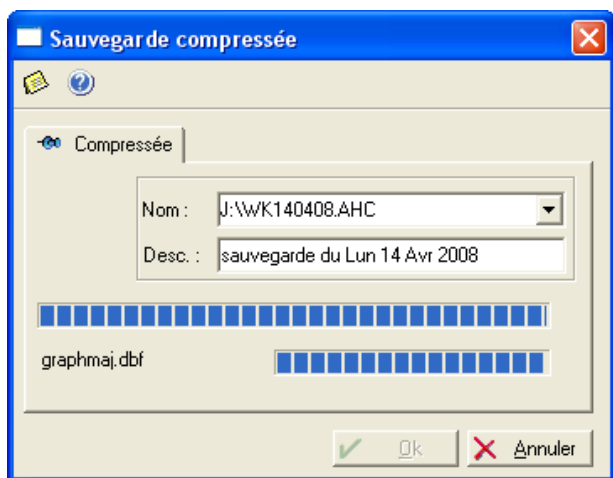 Sauvegarde compressée
Compressée
Nom : J:\WK140408.AHC
Desc. : sauvegarde du Lun 14 Avr 2008
graphmaj.dbf
Ok Annuler